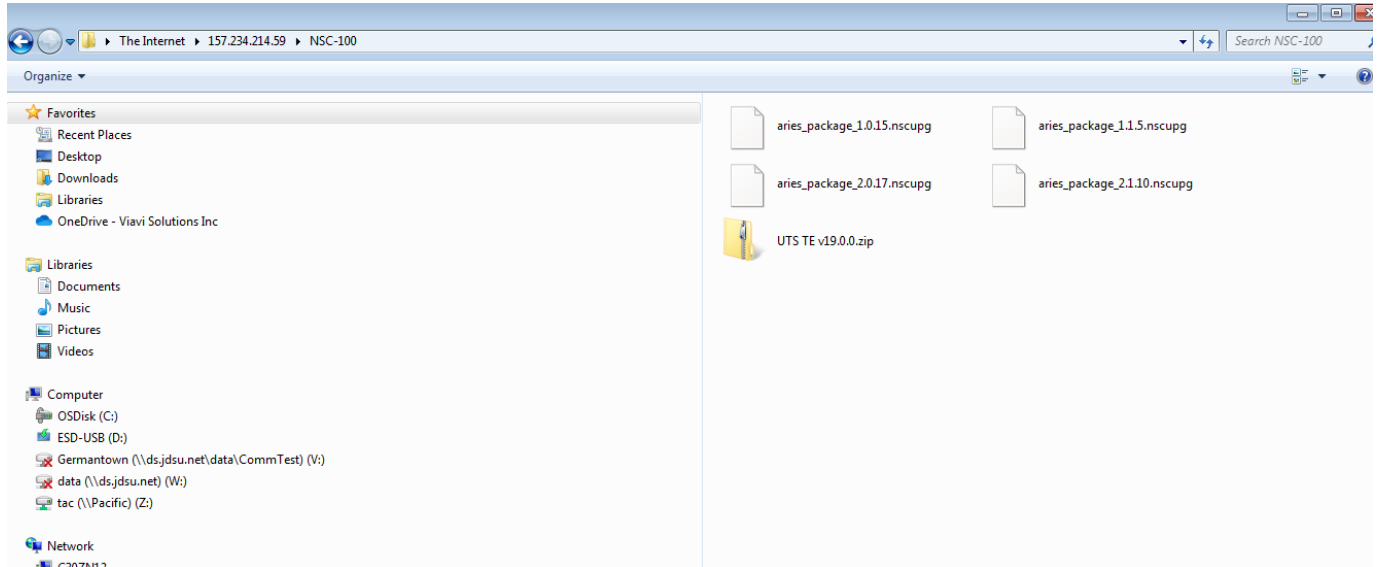 The Internet ▸ 157.234.214.59 ▸ NSC-100
Search NSC-100
Organize
Favorites
Recent Places
Desktop
Downloads
Libraries
OneDrive - Viavi Solutions Inc
Libraries
Documents
Music
Pictures
Videos
Computer
OSDisk (C:)
ESD-USB (D:)
Germantown (\\ds.jdsu.net\data\CommTest) (V:)
data (\\ds.jdsu.net) (W:)
tac (\\Pacific) (Z:)
Network
aries_package_1.0.15.nscupg
aries_package_1.1.5.nscupg
aries_package_2.0.17.nscupg
aries_package_2.1.10.nscupg
UTS TE v19.0.0.zip